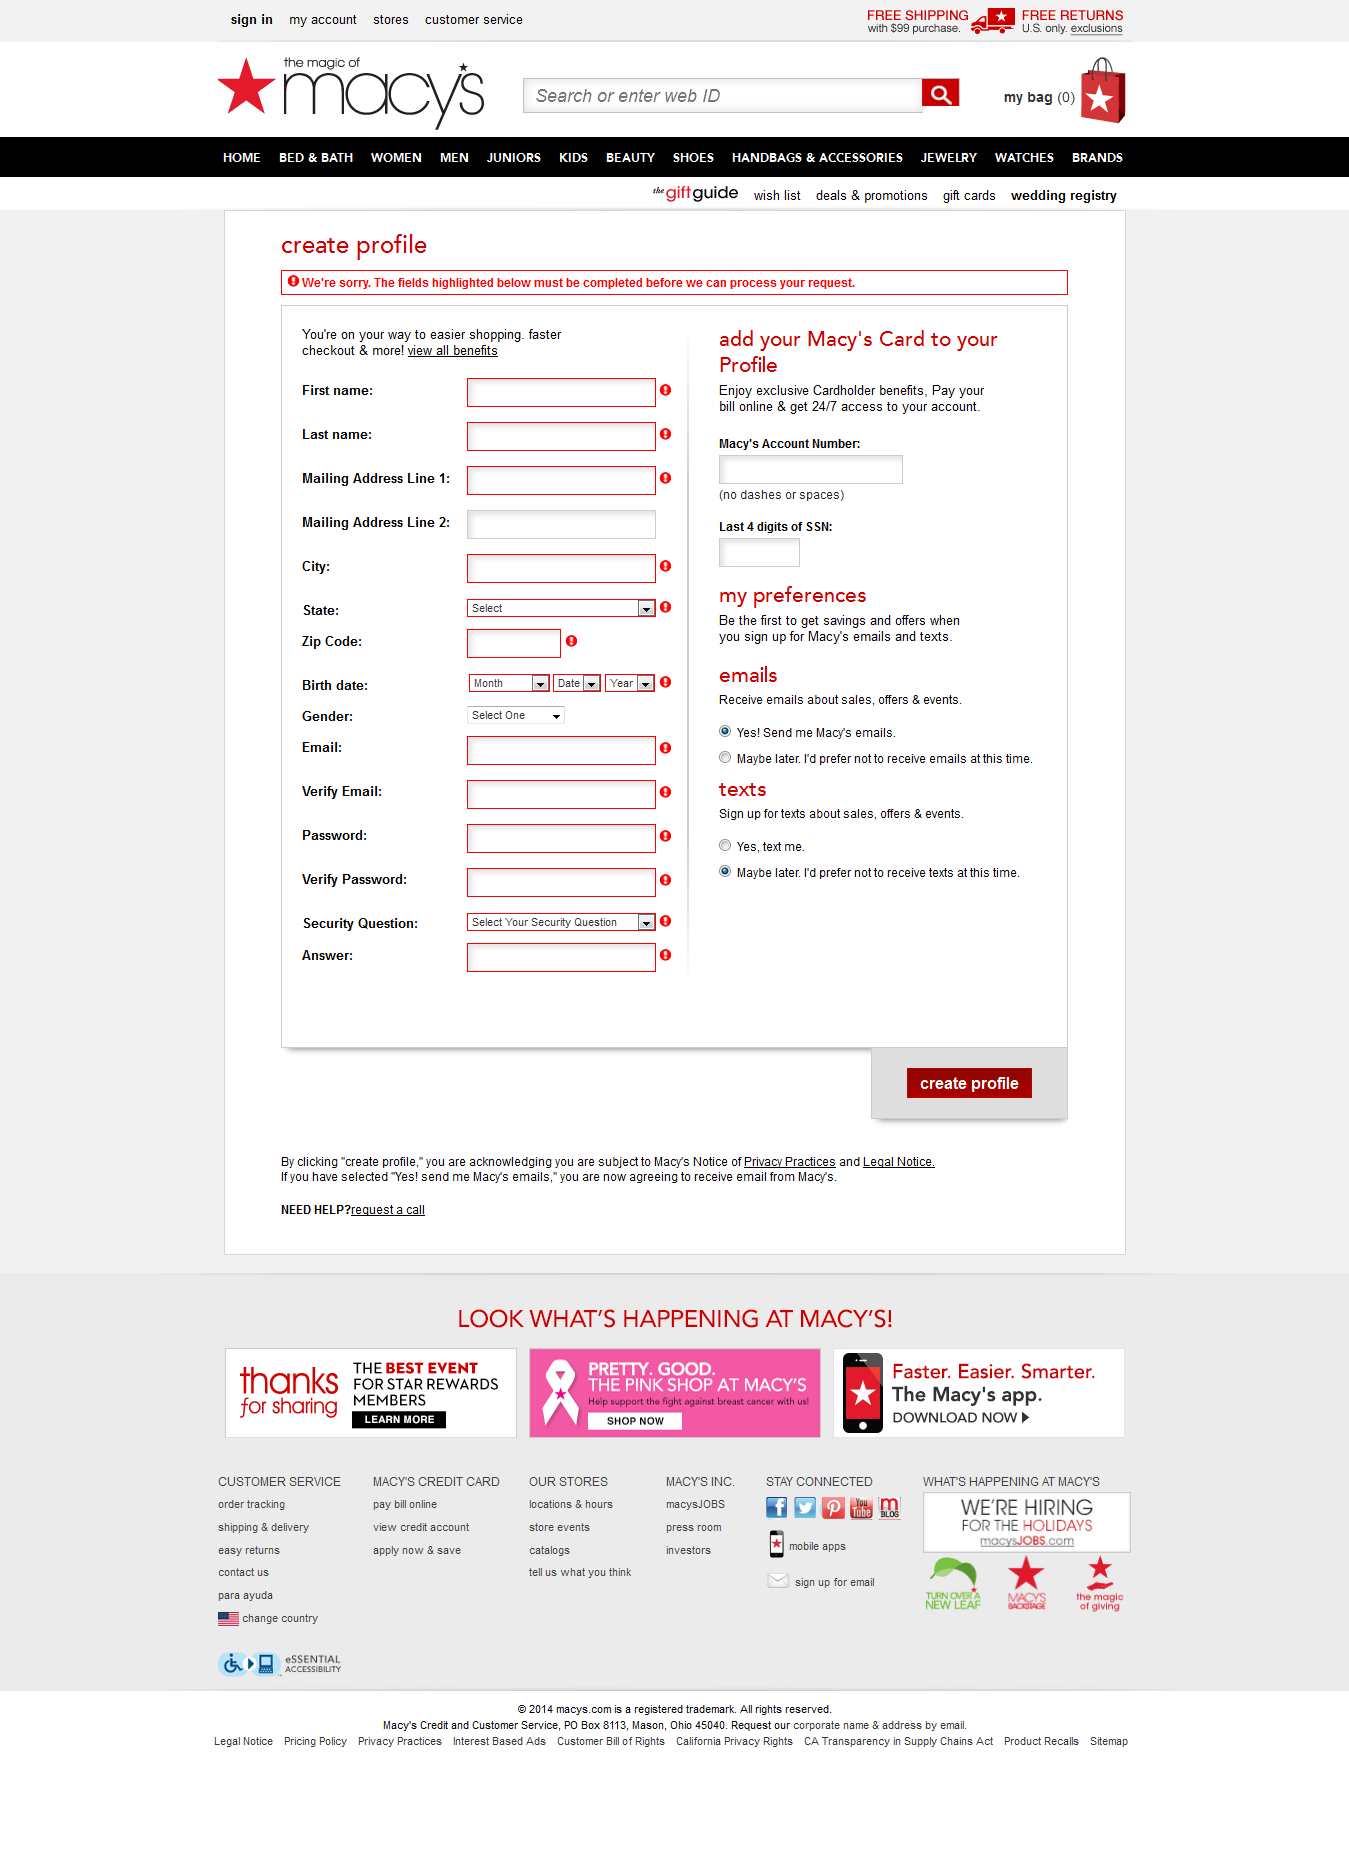 sign in my account stores customer service
FREE SHIPPING with $99 purchase. FREE RETURNS U.S. only. exclusions
the magic of
macy's
Search or enter web ID
my bag (0)
HOME BED & BATH WOMEN MEN JUNIORS KIDS BEAUTY SHOES HANDBAGS & ACCESSORIES JEWELRY WATCHES BRANDS
the giftguide wish list deals & promotions gift cards wedding registry
create profile
We're sorry. The fields highlighted below must be completed before we can process your request.
You're on your way to easier shopping. faster
checkout & more! view all benefits
First name:
Last name:
Mailing Address Line 1:
Mailing Address Line 2:
City:
State: Select
Zip Code:
Birth date: Month Date Year
Gender: Select One
Email:
Verify Email:
Password:
Verify Password:
Security Question: Select Your Security Question
Answer:
add your Macy's Card to your
Profile
Enjoy exclusive Cardholder benefits, Pay your
bill online & get 24/7 access to your account.
Macy's Account Number:
(no dashes or spaces)
Last 4 digits of SSN:
my preferences
Be the first to get savings and offers when
you sign up for Macy's emails and texts.
emails
Receive emails about sales, offers & events.
Yes! Send me Macy's emails.
Maybe later. I'd prefer not to receive emails at this time.
texts
Sign up for texts about sales, offers & events.
Yes, text me.
Maybe later. I'd prefer not to receive texts at this time.
create profile
By clicking "create profile," you are acknowledging you are subject to Macy's Notice of Privacy Practices and Legal Notice.
If you have selected "Yes! send me Macy's emails," you are now agreeing to receive email from Macy's.
NEED HELP?request a call
LOOK WHAT'S HAPPENING AT MACY'S!
thanks
for sharing
THE BEST EVENT
FOR STAR REWARDS
MEMBERS
LEARN MORE
PRETTY. GOOD.
THE PINK SHOP AT MACY'S
Help support the fight against breast cancer with us!
SHOP NOW
Faster. Easier. Smarter.
The Macy's app.
DOWNLOAD NOW
CUSTOMER SERVICE
order tracking
shipping & delivery
easy returns
contact us
para ayuda
change country
eSSENTIAL
ACCESSIBILITY
MACY'S CREDIT CARD
pay bill online
view credit account
apply now & save
OUR STORES
locations & hours
store events
catalogs
tell us what you think
MACY'S INC.
macysJOBS
press room
investors
STAY CONNECTED
f You Tube m BLOG
mobile apps
sign up for email
WHAT'S HAPPENING AT MACY'S
WE'RE HIRING
FOR THE HOLIDAYS
macysJOBS.com
TURN OVER A
NEW LEAF
MACY'S
BACKSTAGE
the magic
of giving
© 2014 macys.com is a registered trademark. All rights reserved.
Macy's Credit and Customer Service, PO Box 8113, Mason, Ohio 45040. Request our corporate name & address by email.
Legal Notice Pricing Policy Privacy Practices Interest Based Ads Customer Bill of Rights California Privacy Rights CA Transparency in Supply Chains Act Product Recalls Sitemap